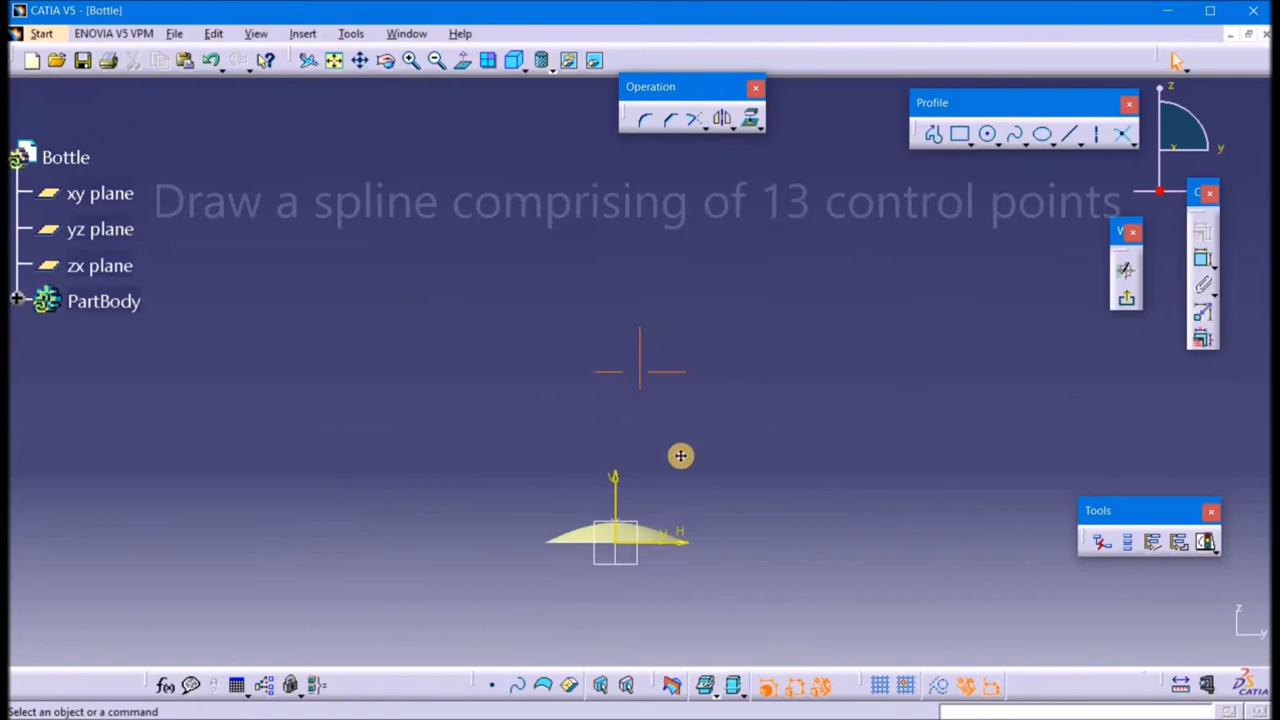 CATIA V5 - [Bottle]
Start ENOVIA V5 VPM File Edit View Insert Tools Window Help
Operation
Profile
z
x y
Bottle
xy plane
yz plane
zx plane
PartBody
Draw a spline comprising of 13 control points
V
H
Tools
z
y
f(x)
CATIA
Select an object or a command